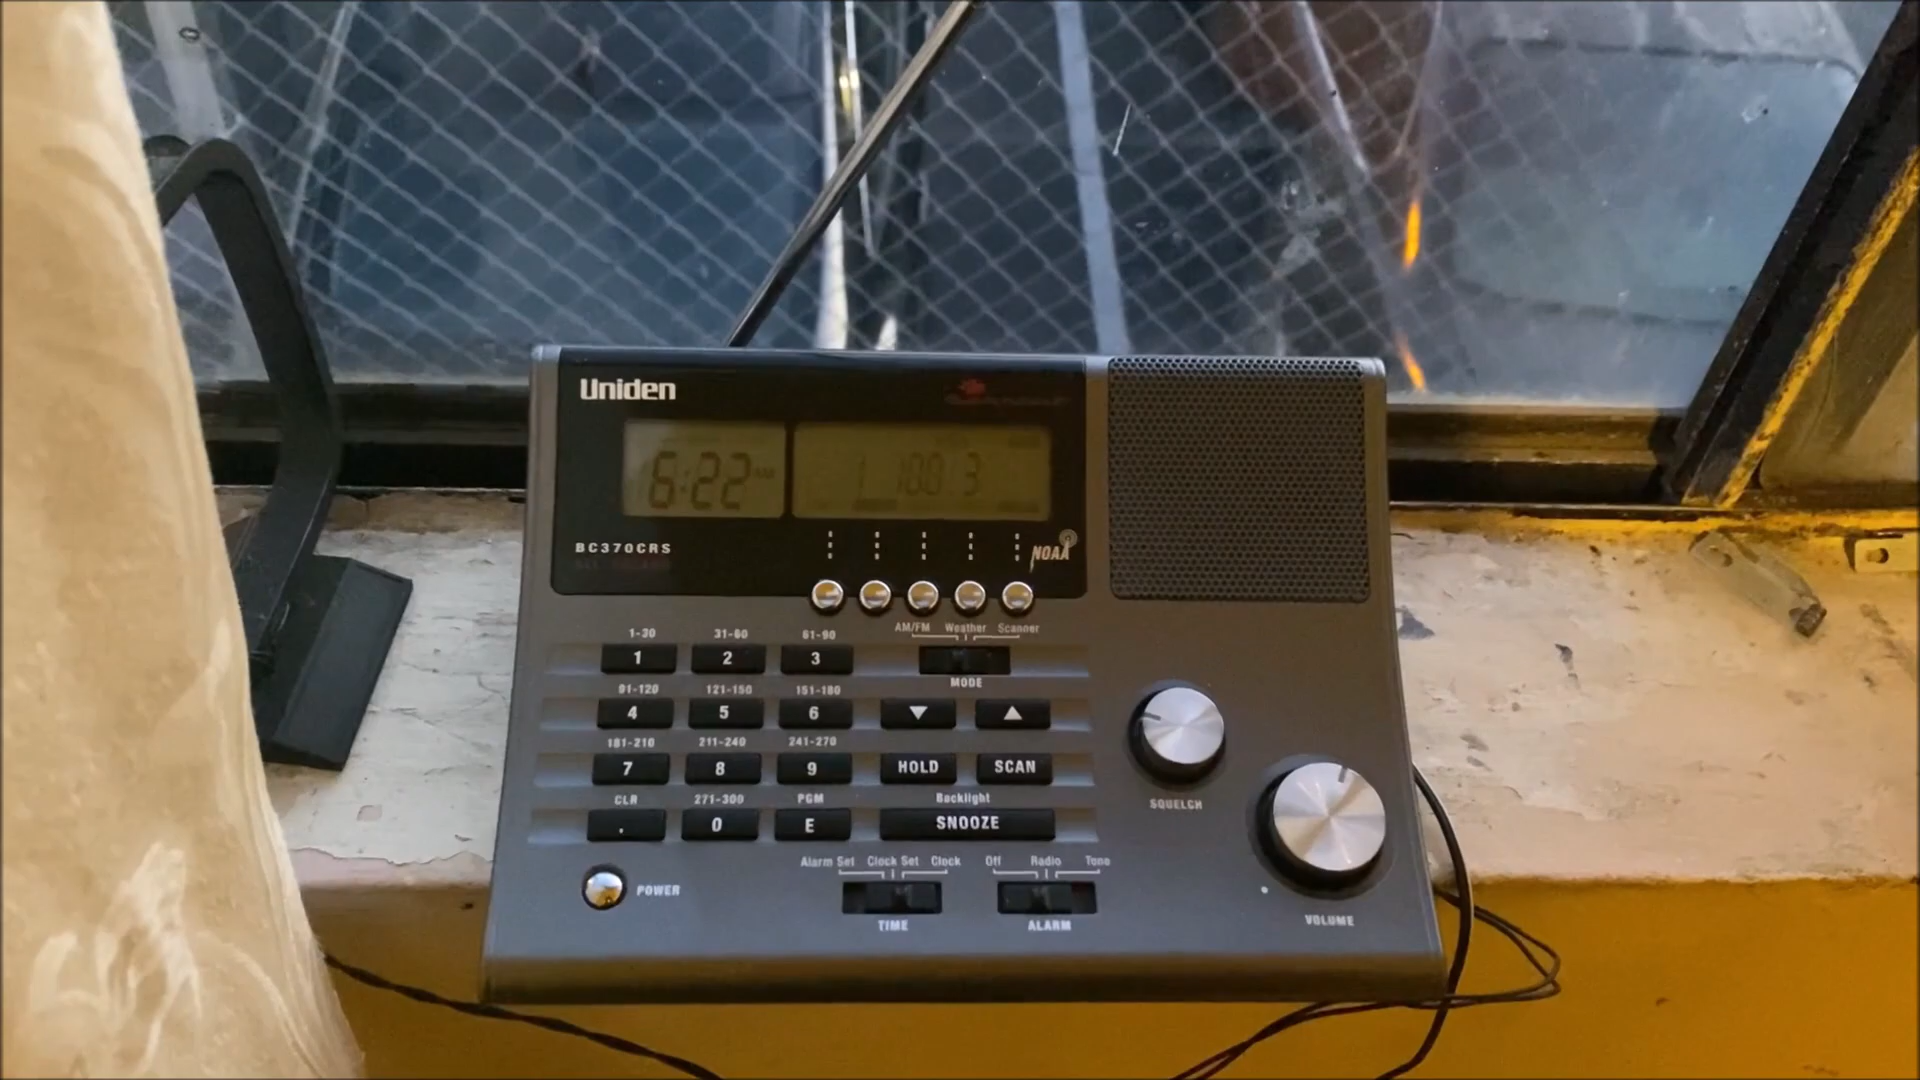 Uniden
6:22 AM
BC370CRS
NOAA
AM/FM Weather Scanner
MODE
1-30 31-60 61-90
1 2 3
91-120 121-150 151-180
4 5 6 ▼ ▲
181-210 211-240 241-270
7 8 9 HOLD SCAN
CLR 271-300 PGM Backlight
. 0 E SNOOZE
Alarm Set Clock Set Clock Off Radio Tone
POWER
TIME ALARM
SQUELCH
VOLUME